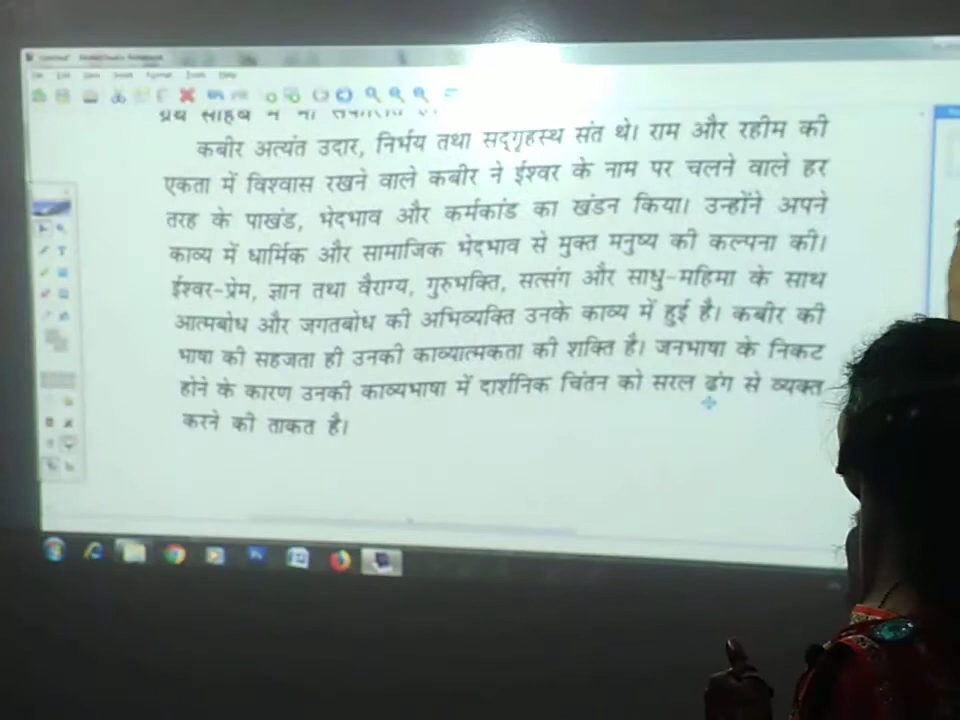 कबीर अत्यंत उदार, निर्भय तथा सद्गृहस्थ संत थे। राम और रहीम की
एकता में विश्वास रखने वाले कबीर ने ईश्वर के नाम पर चलने वाले हर
तरह के पाखंड, भेदभाव और कर्मकांड का खंडन किया। उन्होंने अपने
काव्य में धार्मिक और सामाजिक भेदभाव से मुक्त मनुष्य की कल्पना की।
ईश्वर-प्रेम, ज्ञान तथा वैराग्य, गुरुभक्ति, सत्संग और साधु-महिमा के साथ
आत्मबोध और जगतबोध की अभिव्यक्ति उनके काव्य में हुई है। कबीर की
भाषा की सहजता ही उनकी काव्यात्मकता की शक्ति है। जनभाषा के निकट
होने के कारण उनकी काव्यभाषा में दार्शनिक चिंतन को सरल ढंग से व्यक्त
करने की ताकत है।